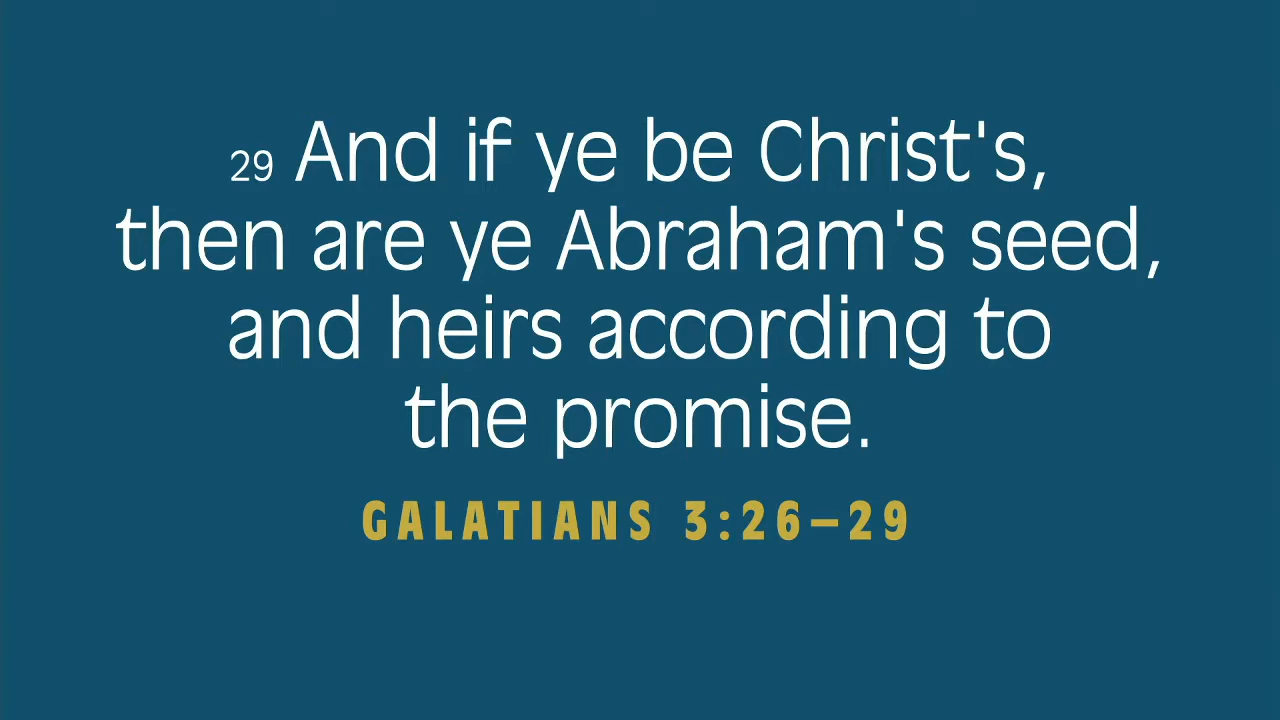 29 And if ye be Christ's,
then are ye Abraham's seed,
and heirs according to
the promise.
GALATIANS 3:26–29